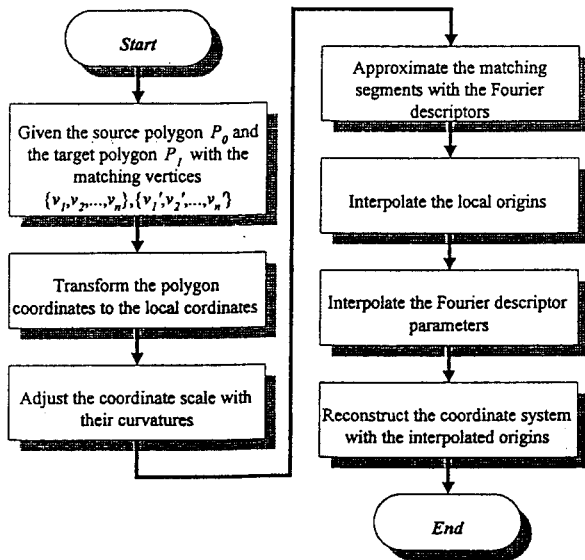 Start
Given the source polygon P0 and
the target polygon P1 with the
matching vertices
{v1,v2,...,vn},{v1',v2',...,vn'}
Transform the polygon
coordinates to the local cordinates
Adjust the coordinate scale with
their curvatures
Approximate the matching
segments with the Fourier
descriptors
Interpolate the local origins
Interpolate the Fourier descriptor
parameters
Reconstruct the coordinate system
with the interpolated origins
End